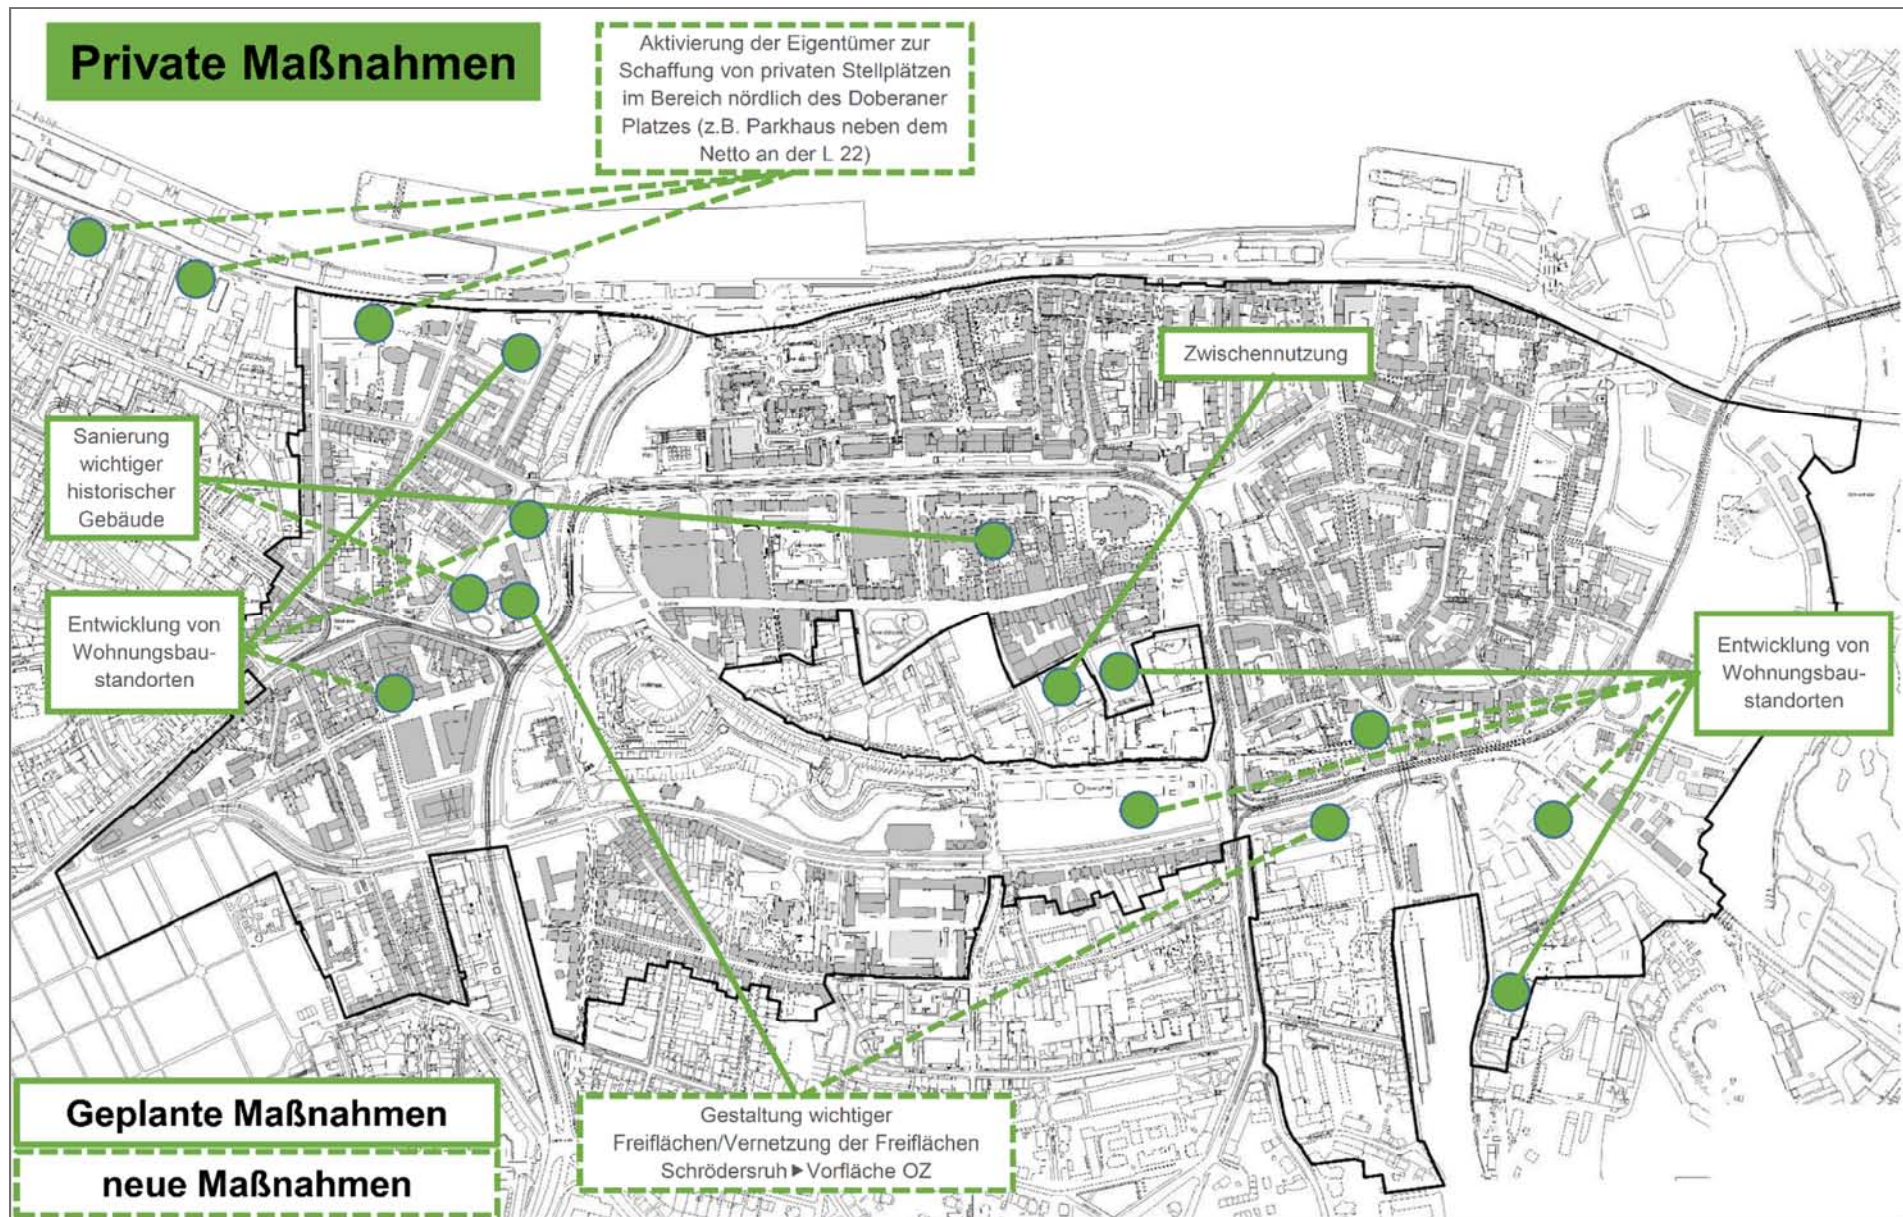 Private Maßnahmen
Aktivierung der Eigentümer zur
Schaffung von privaten Stellplätzen
im Bereich nördlich des Doberaner
Platzes (z.B. Parkhaus neben dem
Netto an der L 22)
Zwischennutzung
Sanierung
wichtiger
historischer
Gebäude
Entwicklung von
Wohnungsbau-
standorten
Entwicklung von
Wohnungsbau-
standorten
Gestaltung wichtiger
Freiflächen/Vernetzung der Freiflächen
Schrödersruh►Vorfläche OZ
Geplante Maßnahmen
neue Maßnahmen